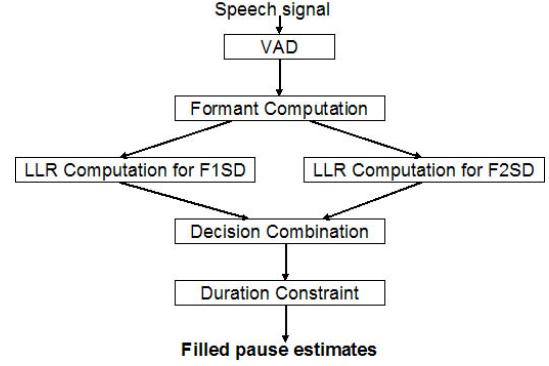 Speech signal
VAD
Formant Computation
LLR Computation for F1SD
LLR Computation for F2SD
Decision Combination
Duration Constraint
Filled pause estimates